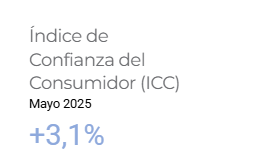 Índice de
Confianza del
Consumidor (ICC)
Mayo 2025
+3,1%